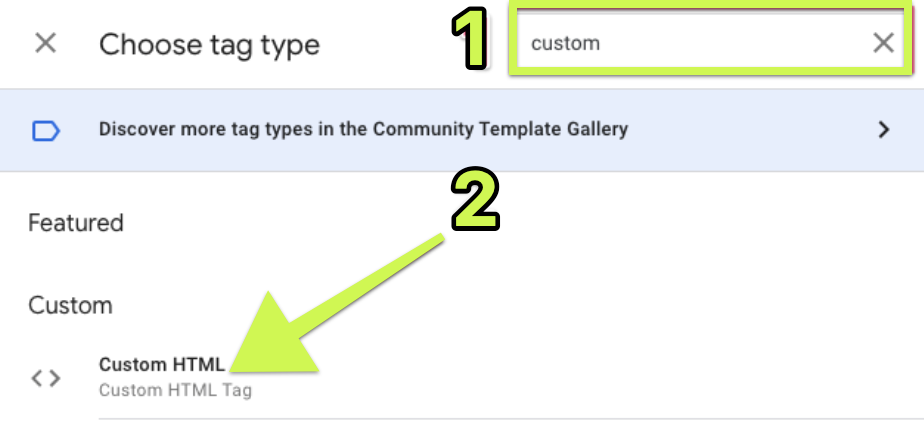 Choose tag type
1
custom
Discover more tag types in the Community Template Gallery
2
Featured
Custom
Custom HTML
Custom HTML Tag